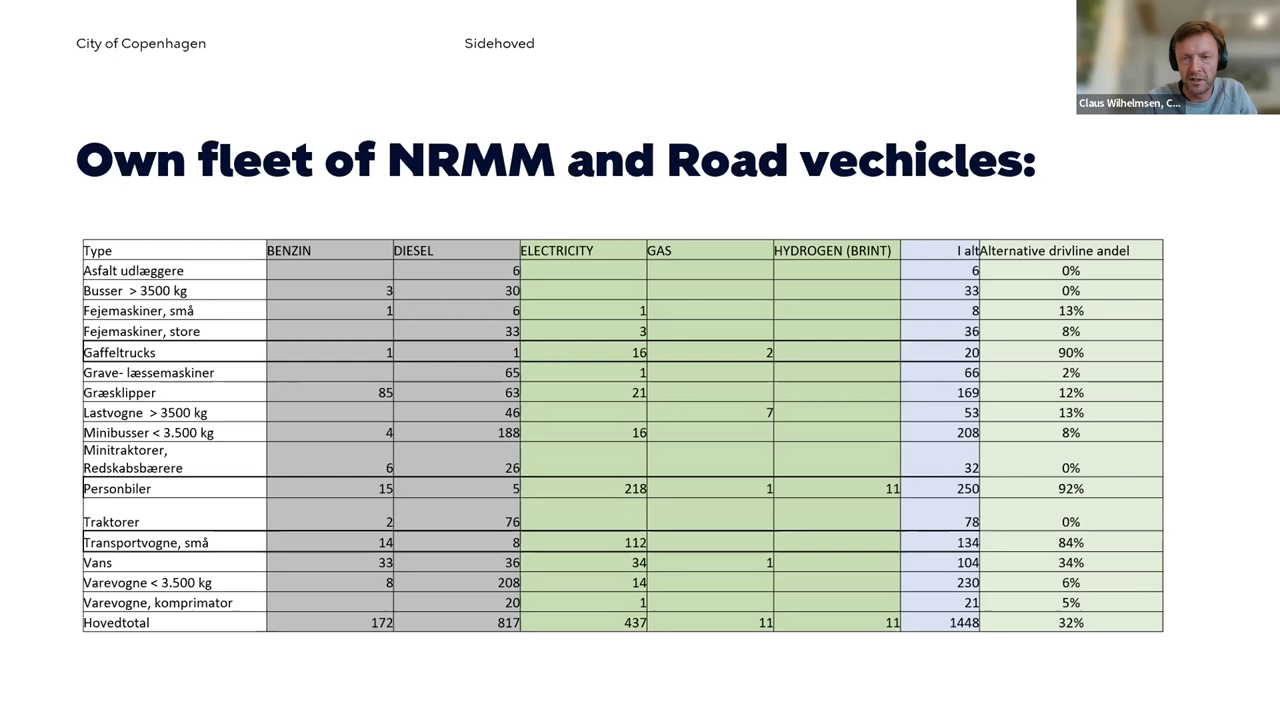 City of Copenhagen Sidehoved
Claus Wilhelmsen, C...
Own fleet of NRMM and Road vechicles:
Type BENZIN DIESEL ELECTRICITY GAS HYDROGEN (BRINT) I alt Alternative drivline andel
Asfalt udlæggere 6 6 0%
Busser > 3500 kg 3 30 33 0%
Fejemaskiner, små 1 6 1 8 13%
Fejemaskiner, store 33 3 36 8%
Gaffeltrucks 1 1 16 2 20 90%
Grave- læssemaskiner 65 1 66 2%
Græsklipper 85 63 21 169 12%
Lastvogne > 3500 kg 46 7 53 13%
Minibusser < 3.500 kg 4 188 16 208 8%
Minitraktorer,
Redskabsbærere 6 26 32 0%
Personbiler 15 5 218 1 11 250 92%
Traktorer 2 76 78 0%
Transportvogne, små 14 8 112 134 84%
Vans 33 36 34 1 104 34%
Varevogne < 3.500 kg 8 208 14 230 6%
Varevogne, komprimator 20 1 21 5%
Hovedtotal 172 817 437 11 11 1448 32%